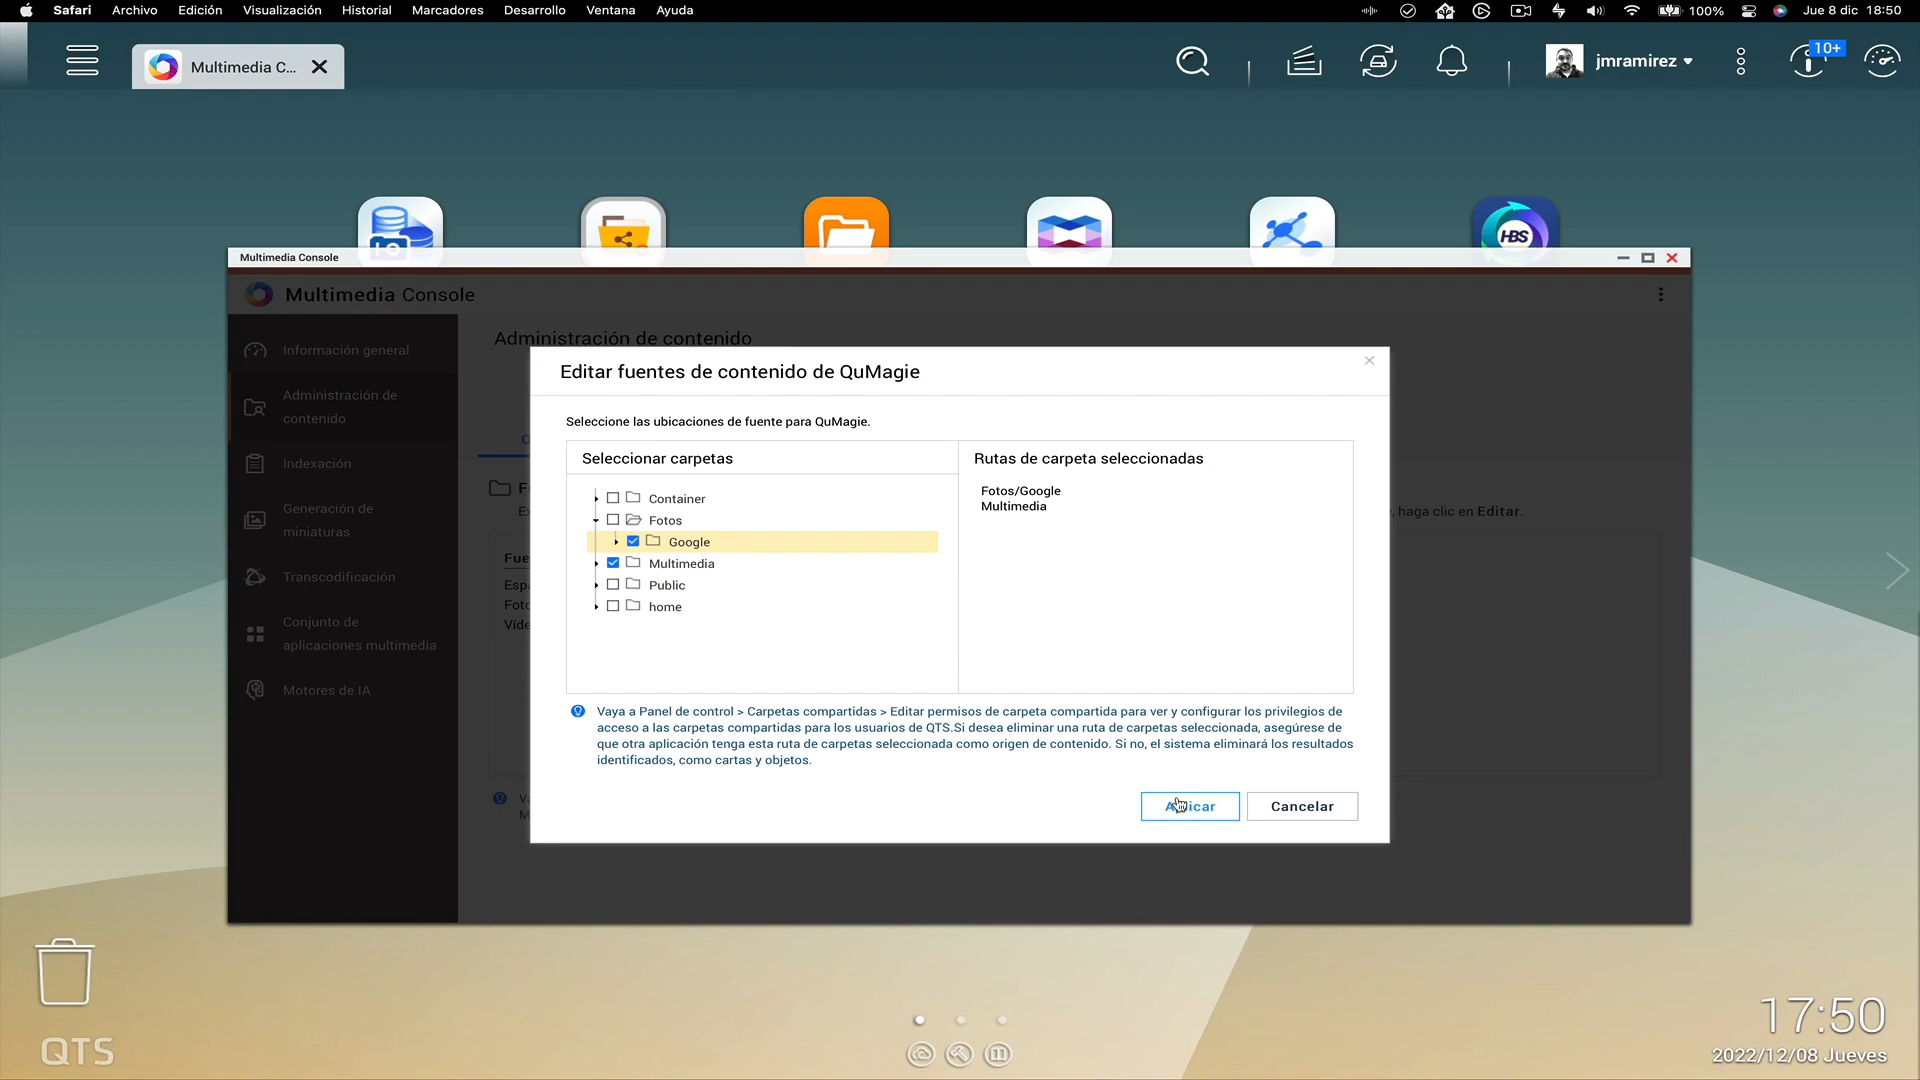 Safari Archivo Edición Visualización Historial Marcadores Desarrollo Ventana Ayuda 100% Jue 8 dic 18:50
Multimedia C... jmramirez 10+
IO HBS
Multimedia Console
Multimedia Console
Información general
Administración de
contenido
Indexación
Generación de
miniaturas
Transcodificación
Conjunto de
aplicaciones multimedia
Motores de IA
Administración de contenido
, haga clic en Editar.
Editar fuentes de contenido de QuMagie
Seleccione las ubicaciones de fuente para QuMagie.
Seleccionar carpetas
Container
Fotos
Google
Multimedia
Public
home
Rutas de carpeta seleccionadas
Fotos/Google
Multimedia
Vaya a Panel de control > Carpetas compartidas > Editar permisos de carpeta compartida para ver y configurar los privilegios de
acceso a las carpetas compartidas para los usuarios de QTS.Si desea eliminar una ruta de carpetas seleccionada, asegúrese de
que otra aplicación tenga esta ruta de carpetas seleccionada como origen de contenido. Si no, el sistema eliminará los resultados
identificados, como cartas y objetos.
Aplicar Cancelar
QTS
17:50
2022/12/08 Jueves